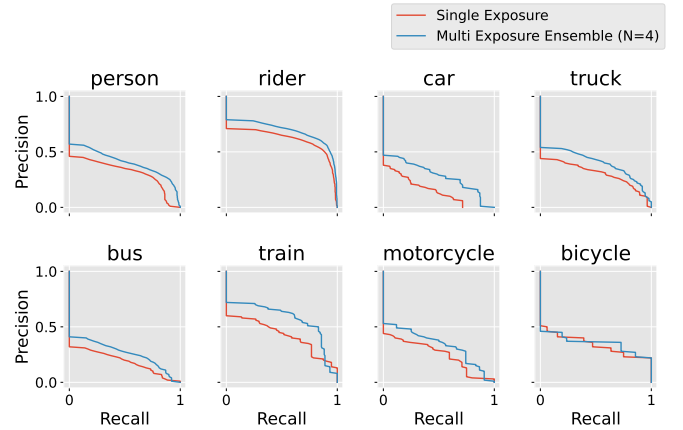 Single Exposure
Multi Exposure Ensemble (N=4)
person rider car truck
1.0
0.5
0.0
Precision
bus train motorcycle bicycle
1.0
0.5
0.0
Precision
0 1 0 1 0 1 0 1
Recall Recall Recall Recall